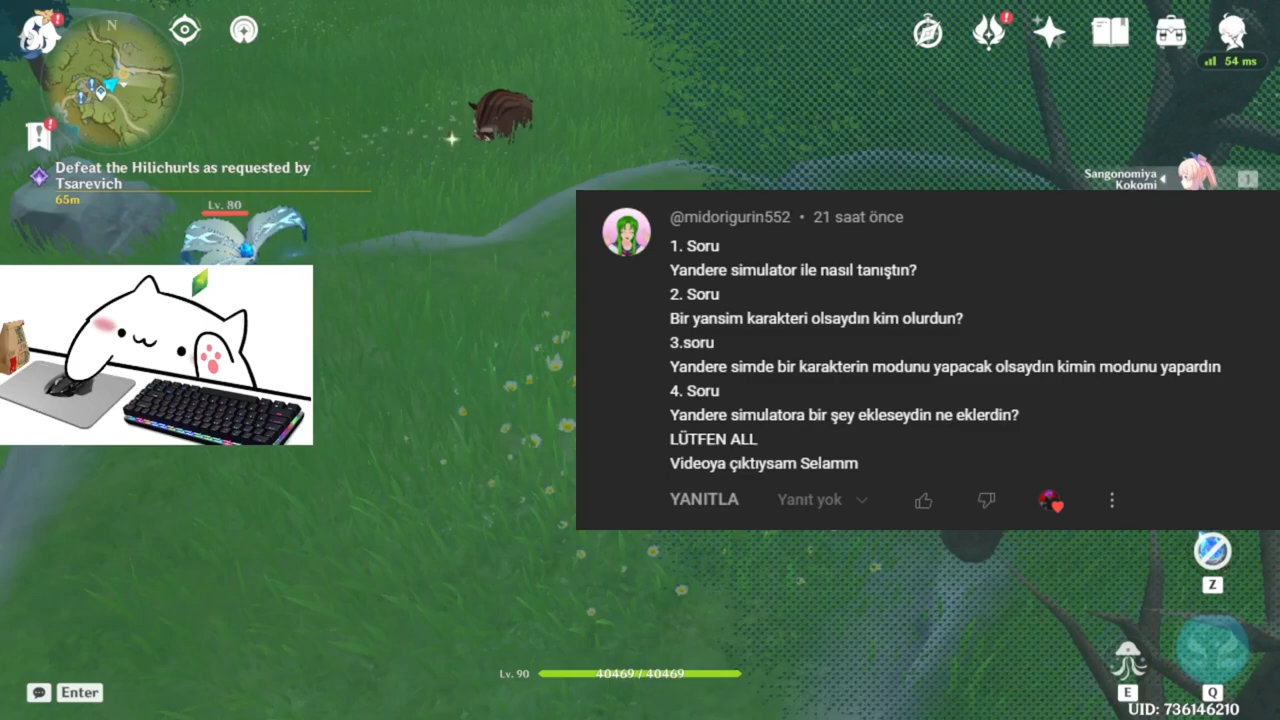 N
54 ms
Defeat the Hilichurls as requested by
Tsarevich
65m
Lv. 80
Sangonomiya
Kokomi
1
@midorigurin552 • 21 saat önce
1. Soru
Yandere simulator ile nasıl tanıştın?
2. Soru
Bir yansim karakteri olsaydın kim olurdun?
3.soru
Yandere simde bir karakterin modunu yapacak olsaydın kimin modunu yapardın
4. Soru
Yandere simulatora bir şey ekleseydin ne eklerdin?
LÜTFEN ALL
Videoya çıktıysam Selamm
YANITLA Yanıt yok
Z
Lv. 90 40469 / 40469
Enter
E Q
UID: 736146210